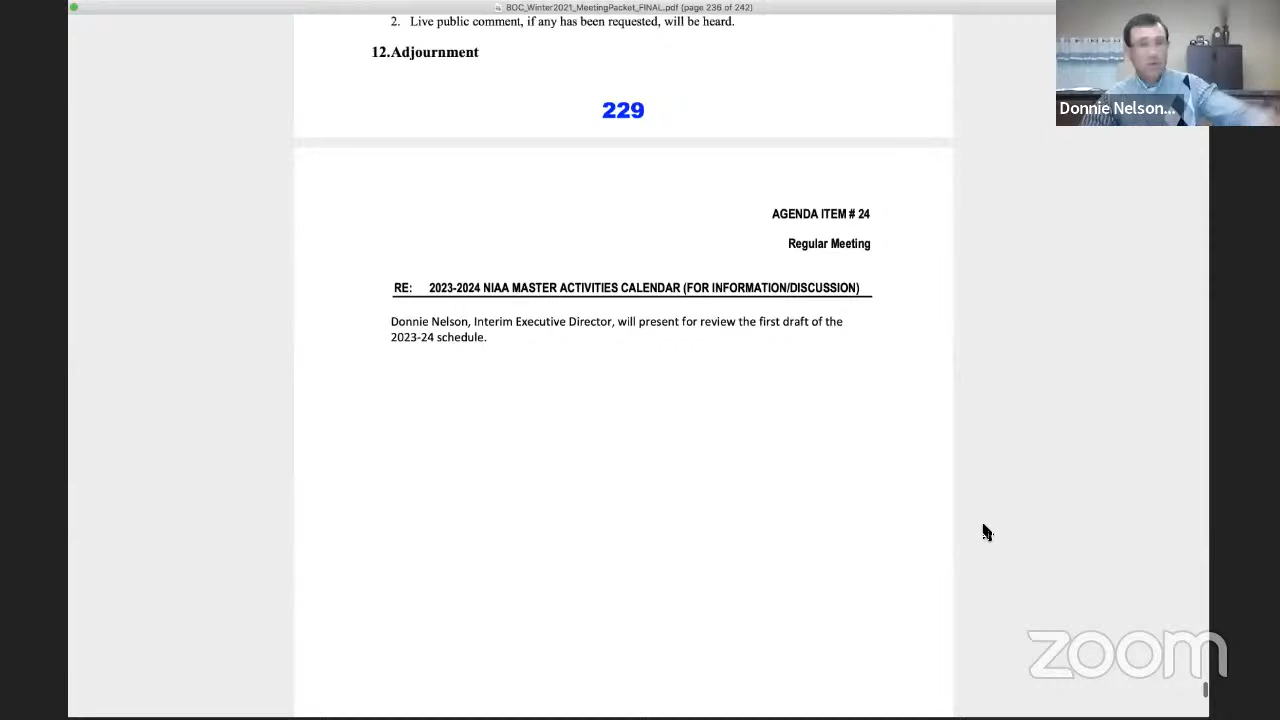 BOC_Winter2021_MeetingPacket_FINAL.pdf (page 236 of 242)
2. Live public comment, if any has been requested, will be heard.
12.Adjournment
229
Donnie Nelson...
AGENDA ITEM # 24
Regular Meeting
RE: 2023-2024 NIAA MASTER ACTIVITIES CALENDAR (FOR INFORMATION/DISCUSSION)
Donnie Nelson, Interim Executive Director, will present for review the first draft of the
2023-24 schedule.
zoom